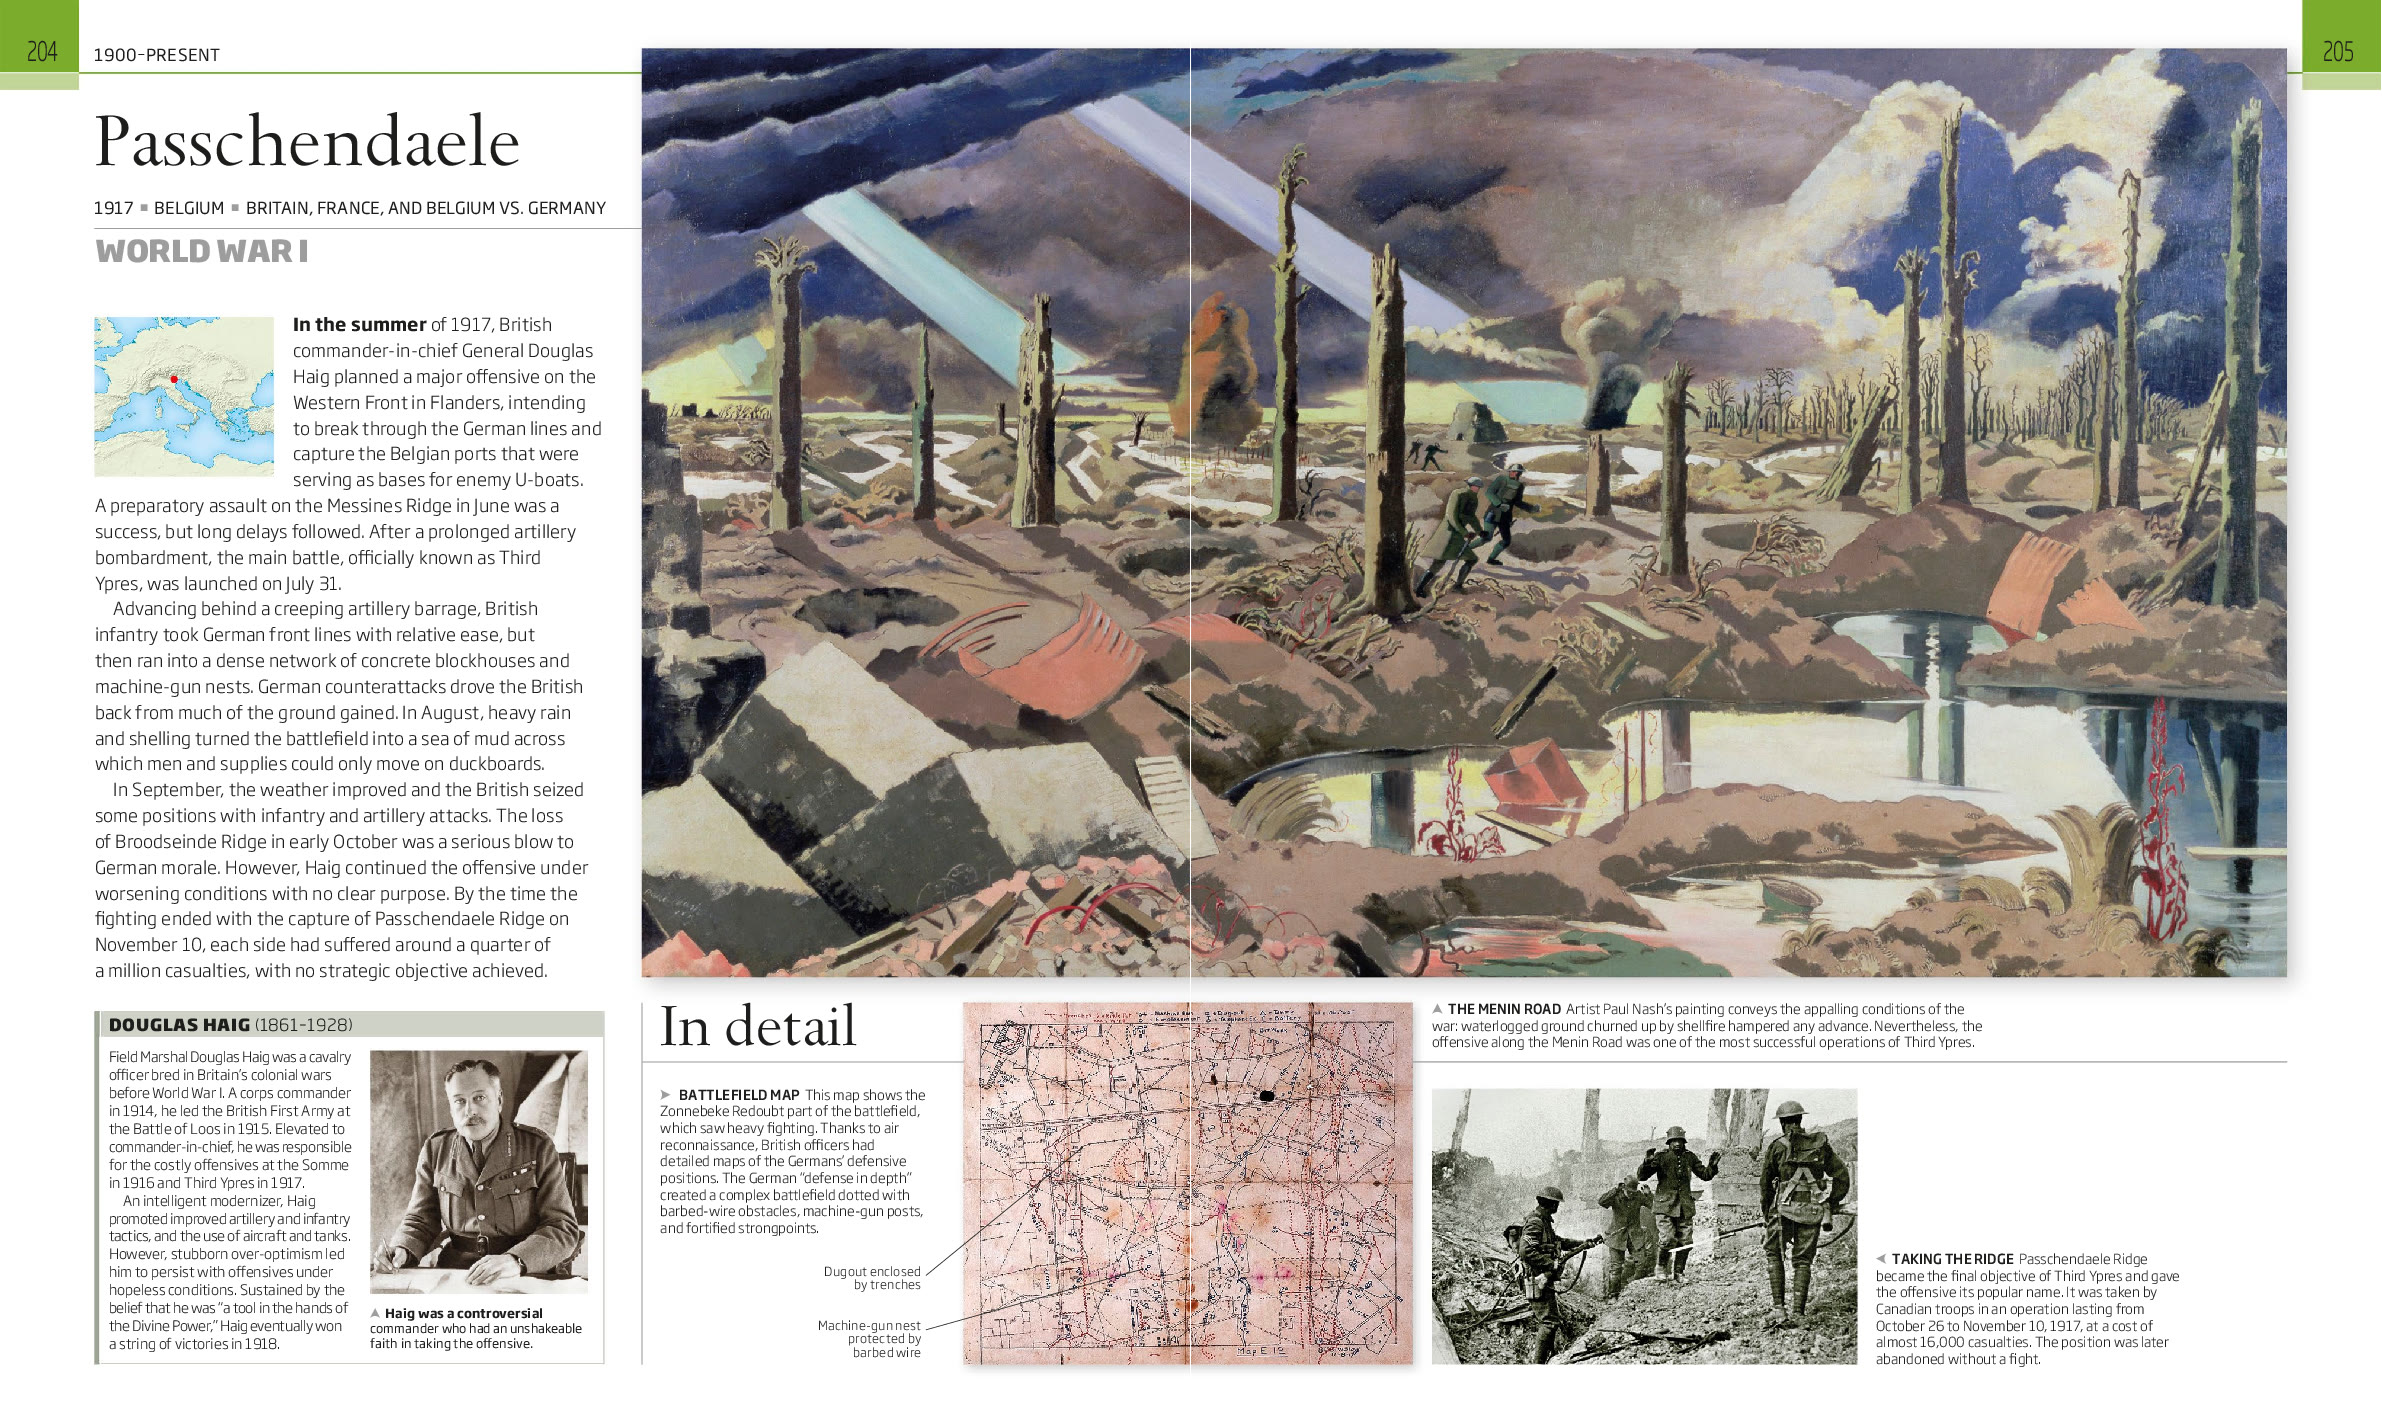 204
1900–PRESENT
205
Passchendaele
1917 ■ BELGIUM ■ BRITAIN, FRANCE, AND BELGIUM VS. GERMANY
WORLD WAR I
In the summer of 1917, British
commander-in-chief General Douglas
Haig planned a major offensive on the
Western Front in Flanders, intending
to break through the German lines and
capture the Belgian ports that were
serving as bases for enemy U-boats.
A preparatory assault on the Messines Ridge in June was a
success, but long delays followed. After a prolonged artillery
bombardment, the main battle, officially known as Third
Ypres, was launched on July 31.
Advancing behind a creeping artillery barrage, British
infantry took German front lines with relative ease, but
then ran into a dense network of concrete blockhouses and
machine-gun nests. German counterattacks drove the British
back from much of the ground gained. In August, heavy rain
and shelling turned the battlefield into a sea of mud across
which men and supplies could only move on duckboards.
In September, the weather improved and the British seized
some positions with infantry and artillery attacks. The loss
of Broodseinde Ridge in early October was a serious blow to
German morale. However, Haig continued the offensive under
worsening conditions with no clear purpose. By the time the
fighting ended with the capture of Passchendaele Ridge on
November 10, each side had suffered around a quarter of
a million casualties, with no strategic objective achieved.
DOUGLAS HAIG (1861–1928)
Field Marshal Douglas Haig was a cavalry
officer bred in Britain's colonial wars
before World War I. A corps commander
in 1914, he led the British First Army at
the Battle of Loos in 1915. Elevated to
commander-in-chief, he was responsible
for the costly offensives at the Somme
in 1916 and Third Ypres in 1917.
An intelligent modernizer, Haig
promoted improved artillery and infantry
tactics, and the use of aircraft and tanks.
However, stubborn over-optimism led
him to persist with offensives under
hopeless conditions. Sustained by the
belief that he was "a tool in the hands of
the Divine Power," Haig eventually won
a string of victories in 1918.
Haig was a controversial
commander who had an unshakeable
faith in taking the offensive.
In detail
BATTLEFIELD MAP This map shows the
Zonnebeke Redoubt part of the battlefield,
which saw heavy fighting. Thanks to air
reconnaissance, British officers had
detailed maps of the Germans' defensive
positions. The German "defense in depth"
created a complex battlefield dotted with
barbed-wire obstacles, machine-gun posts,
and fortified strongpoints.
Dugout enclosed
by trenches
Machine-gun nest
protected by
barbed wire
Map E 12
THE MENIN ROAD Artist Paul Nash's painting conveys the appalling conditions of the
war: waterlogged ground churned up by shellfire hampered any advance. Nevertheless, the
offensive along the Menin Road was one of the most successful operations of Third Ypres.
TAKING THE RIDGE Passchendaele Ridge
became the final objective of Third Ypres and gave
the offensive its popular name. It was taken by
Canadian troops in an operation lasting from
October 26 to November 10, 1917, at a cost of
almost 16,000 casualties. The position was later
abandoned without a fight.